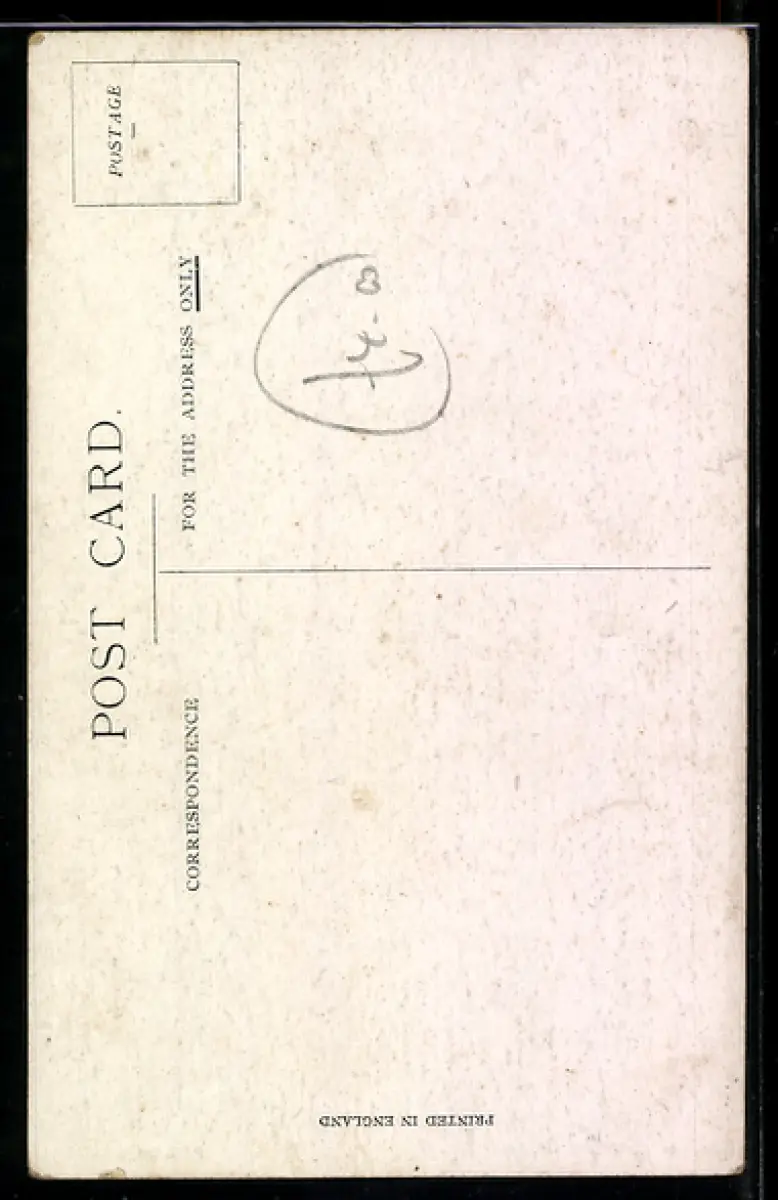 POST CARD.
POSTAGE
CORRESPONDENCE
FOR THE ADDRESS ONLY
PRINTED IN ENGLAND